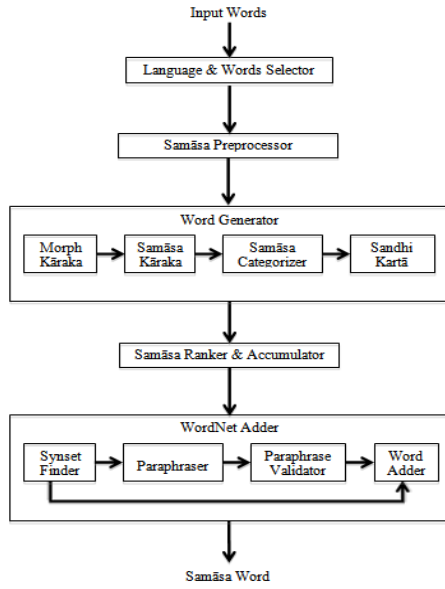 Input Words
Language & Words Selector
Samāsa Preprocessor
Word Generator
Morph
Kāraka
Samāsa
Kāraka
Samāsa
Categorizer
Sandhi
Kartā
Samāsa Ranker & Accumulator
WordNet Adder
Synset
Finder
Paraphraser
Paraphrase
Validator
Word
Adder
Samāsa Word